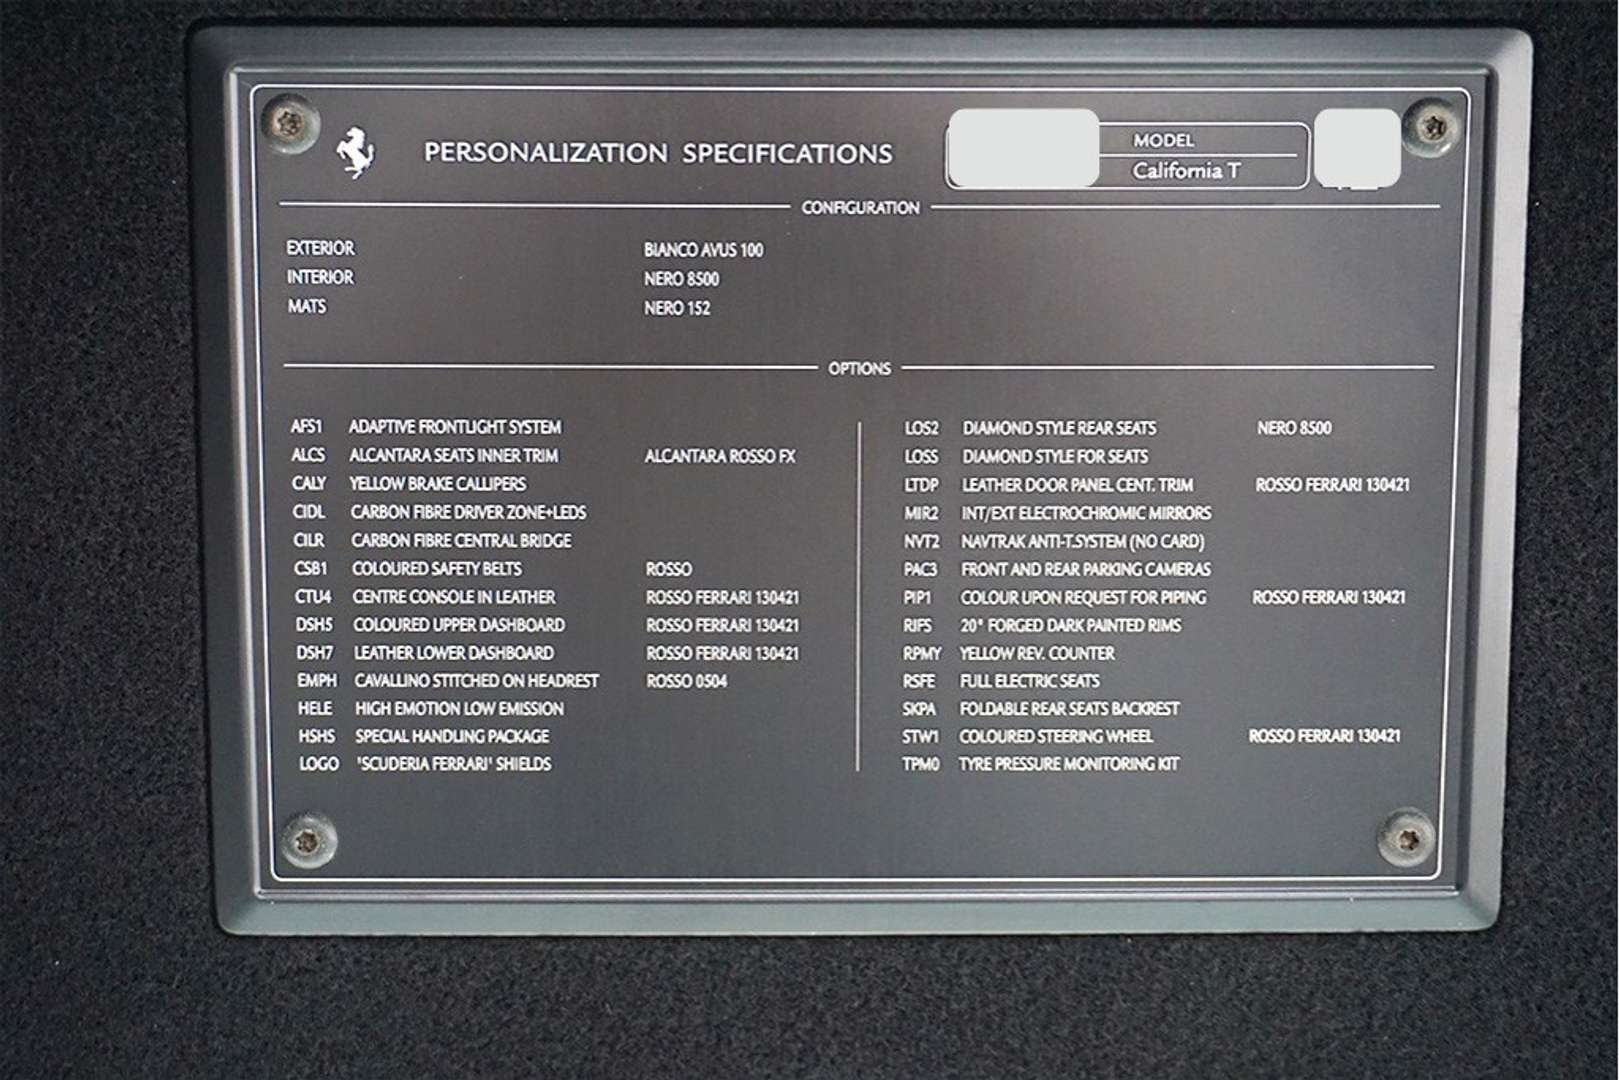 PERSONALIZATION SPECIFICATIONS
MODEL
California T
CONFIGURATION
EXTERIOR BIANCO AVUS 100
INTERIOR NERO 8500
MATS NERO 152
OPTIONS
AFS1 ADAPTIVE FRONTLIGHT SYSTEM
ALCS ALCANTARA SEATS INNER TRIM ALCANTARA ROSSO FX
CALY YELLOW BRAKE CALLIPERS
CIDL CARBON FIBRE DRIVER ZONE+LEDS
CILR CARBON FIBRE CENTRAL BRIDGE
CSB1 COLOURED SAFETY BELTS ROSSO
CTU4 CENTRE CONSOLE IN LEATHER ROSSO FERRARI 130421
DSH5 COLOURED UPPER DASHBOARD ROSSO FERRARI 130421
DSH7 LEATHER LOWER DASHBOARD ROSSO FERRARI 130421
EMPH CAVALLINO STITCHED ON HEADREST ROSSO 0504
HELE HIGH EMOTION LOW EMISSION
HSHS SPECIAL HANDLING PACKAGE
LOGO 'SCUDERIA FERRARI' SHIELDS
LOS2 DIAMOND STYLE REAR SEATS NERO 8500
LOSS DIAMOND STYLE FOR SEATS
LTDP LEATHER DOOR PANEL CENT. TRIM ROSSO FERRARI 130421
MIR2 INT/EXT ELECTROCHROMIC MIRRORS
NVT2 NAVTRAK ANTI-T.SYSTEM (NO CARD)
PAC3 FRONT AND REAR PARKING CAMERAS
PIP1 COLOUR UPON REQUEST FOR PIPING ROSSO FERRARI 130421
RIF5 20" FORGED DARK PAINTED RIMS
RPMY YELLOW REV. COUNTER
RSFE FULL ELECTRIC SEATS
SKPA FOLDABLE REAR SEATS BACKREST
STW1 COLOURED STEERING WHEEL ROSSO FERRARI 130421
TPM0 TYRE PRESSURE MONITORING KIT